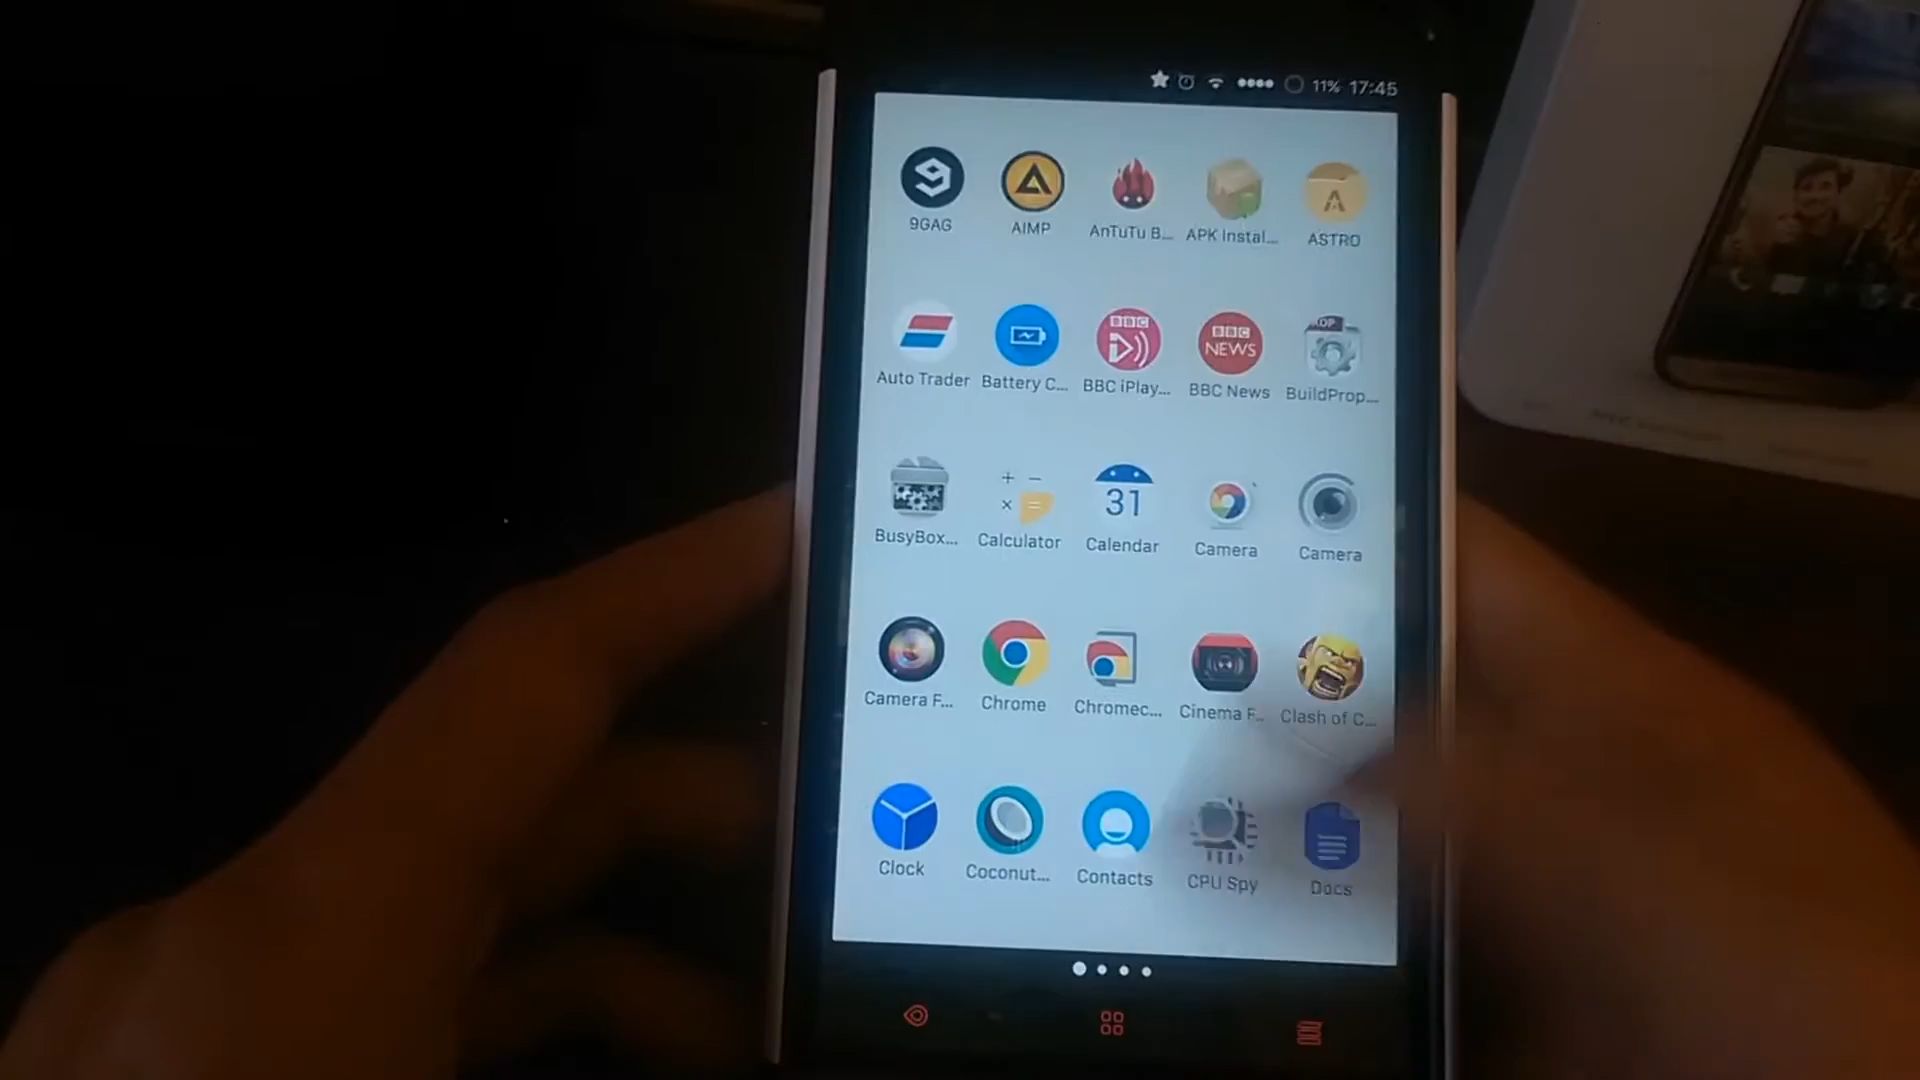 11% 17:45
9GAG AIMP AnTuTu B... APK Instal... ASTRO
BBC BBC
NEWS
Auto Trader Battery C... BBC iPlay... BBC News BuildProp...
31
BusyBox... Calculator Calendar Camera Camera
Camera F... Chrome Chromec... Cinema F... Clash of C...
Clock Coconut... Contacts CPU Spy Docs